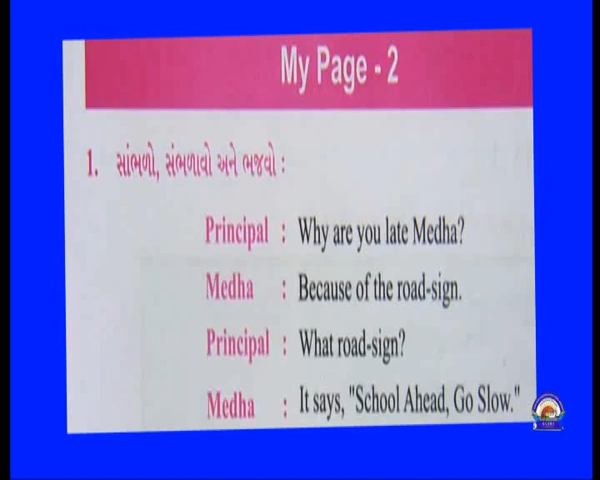 My Page - 2
1. સાંભળો, સંભળાવો અને ભજવો :
Principal : Why are you late Medha?
Medha : Because of the road-sign.
Principal : What road-sign?
Medha : It says, "School Ahead, Go Slow."